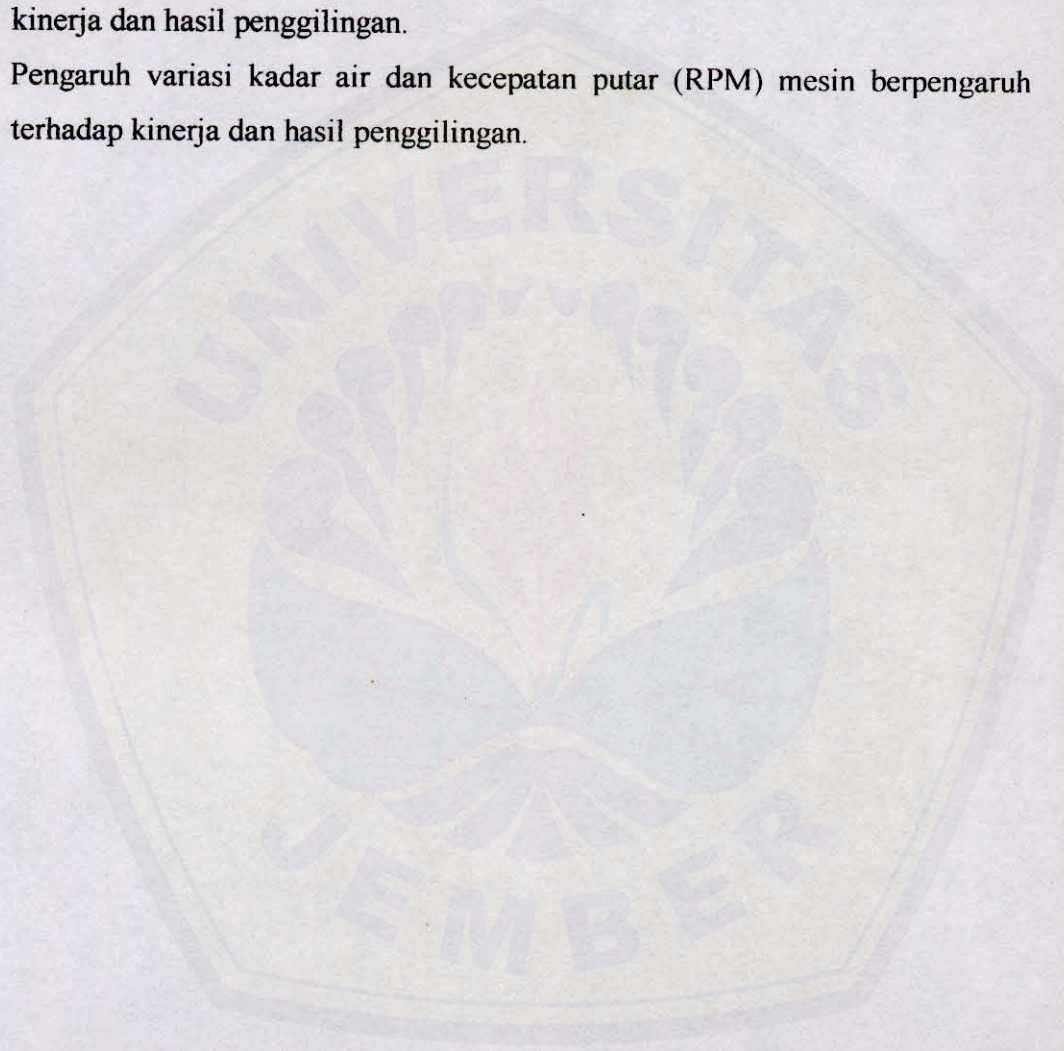 kinerja dan hasil penggilingan.
Pengaruh variasi kadar air dan kecepatan putar (RPM) mesin berpengaruh
terhadap kinerja dan hasil penggilingan.
UNIVERSITAS
JEMBER